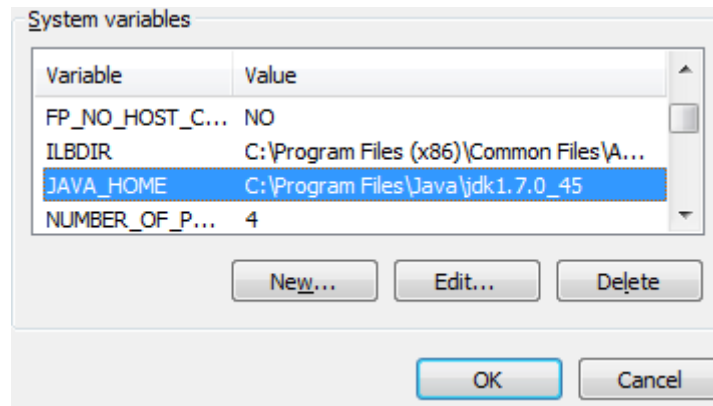 System variables
Variable Value
FP_NO_HOST_C... NO
ILBDIR C:\Program Files (x86)\Common Files\A...
JAVA_HOME C:\Program Files\Java\jdk1.7.0_45
NUMBER_OF_P... 4
New... Edit... Delete
OK Cancel